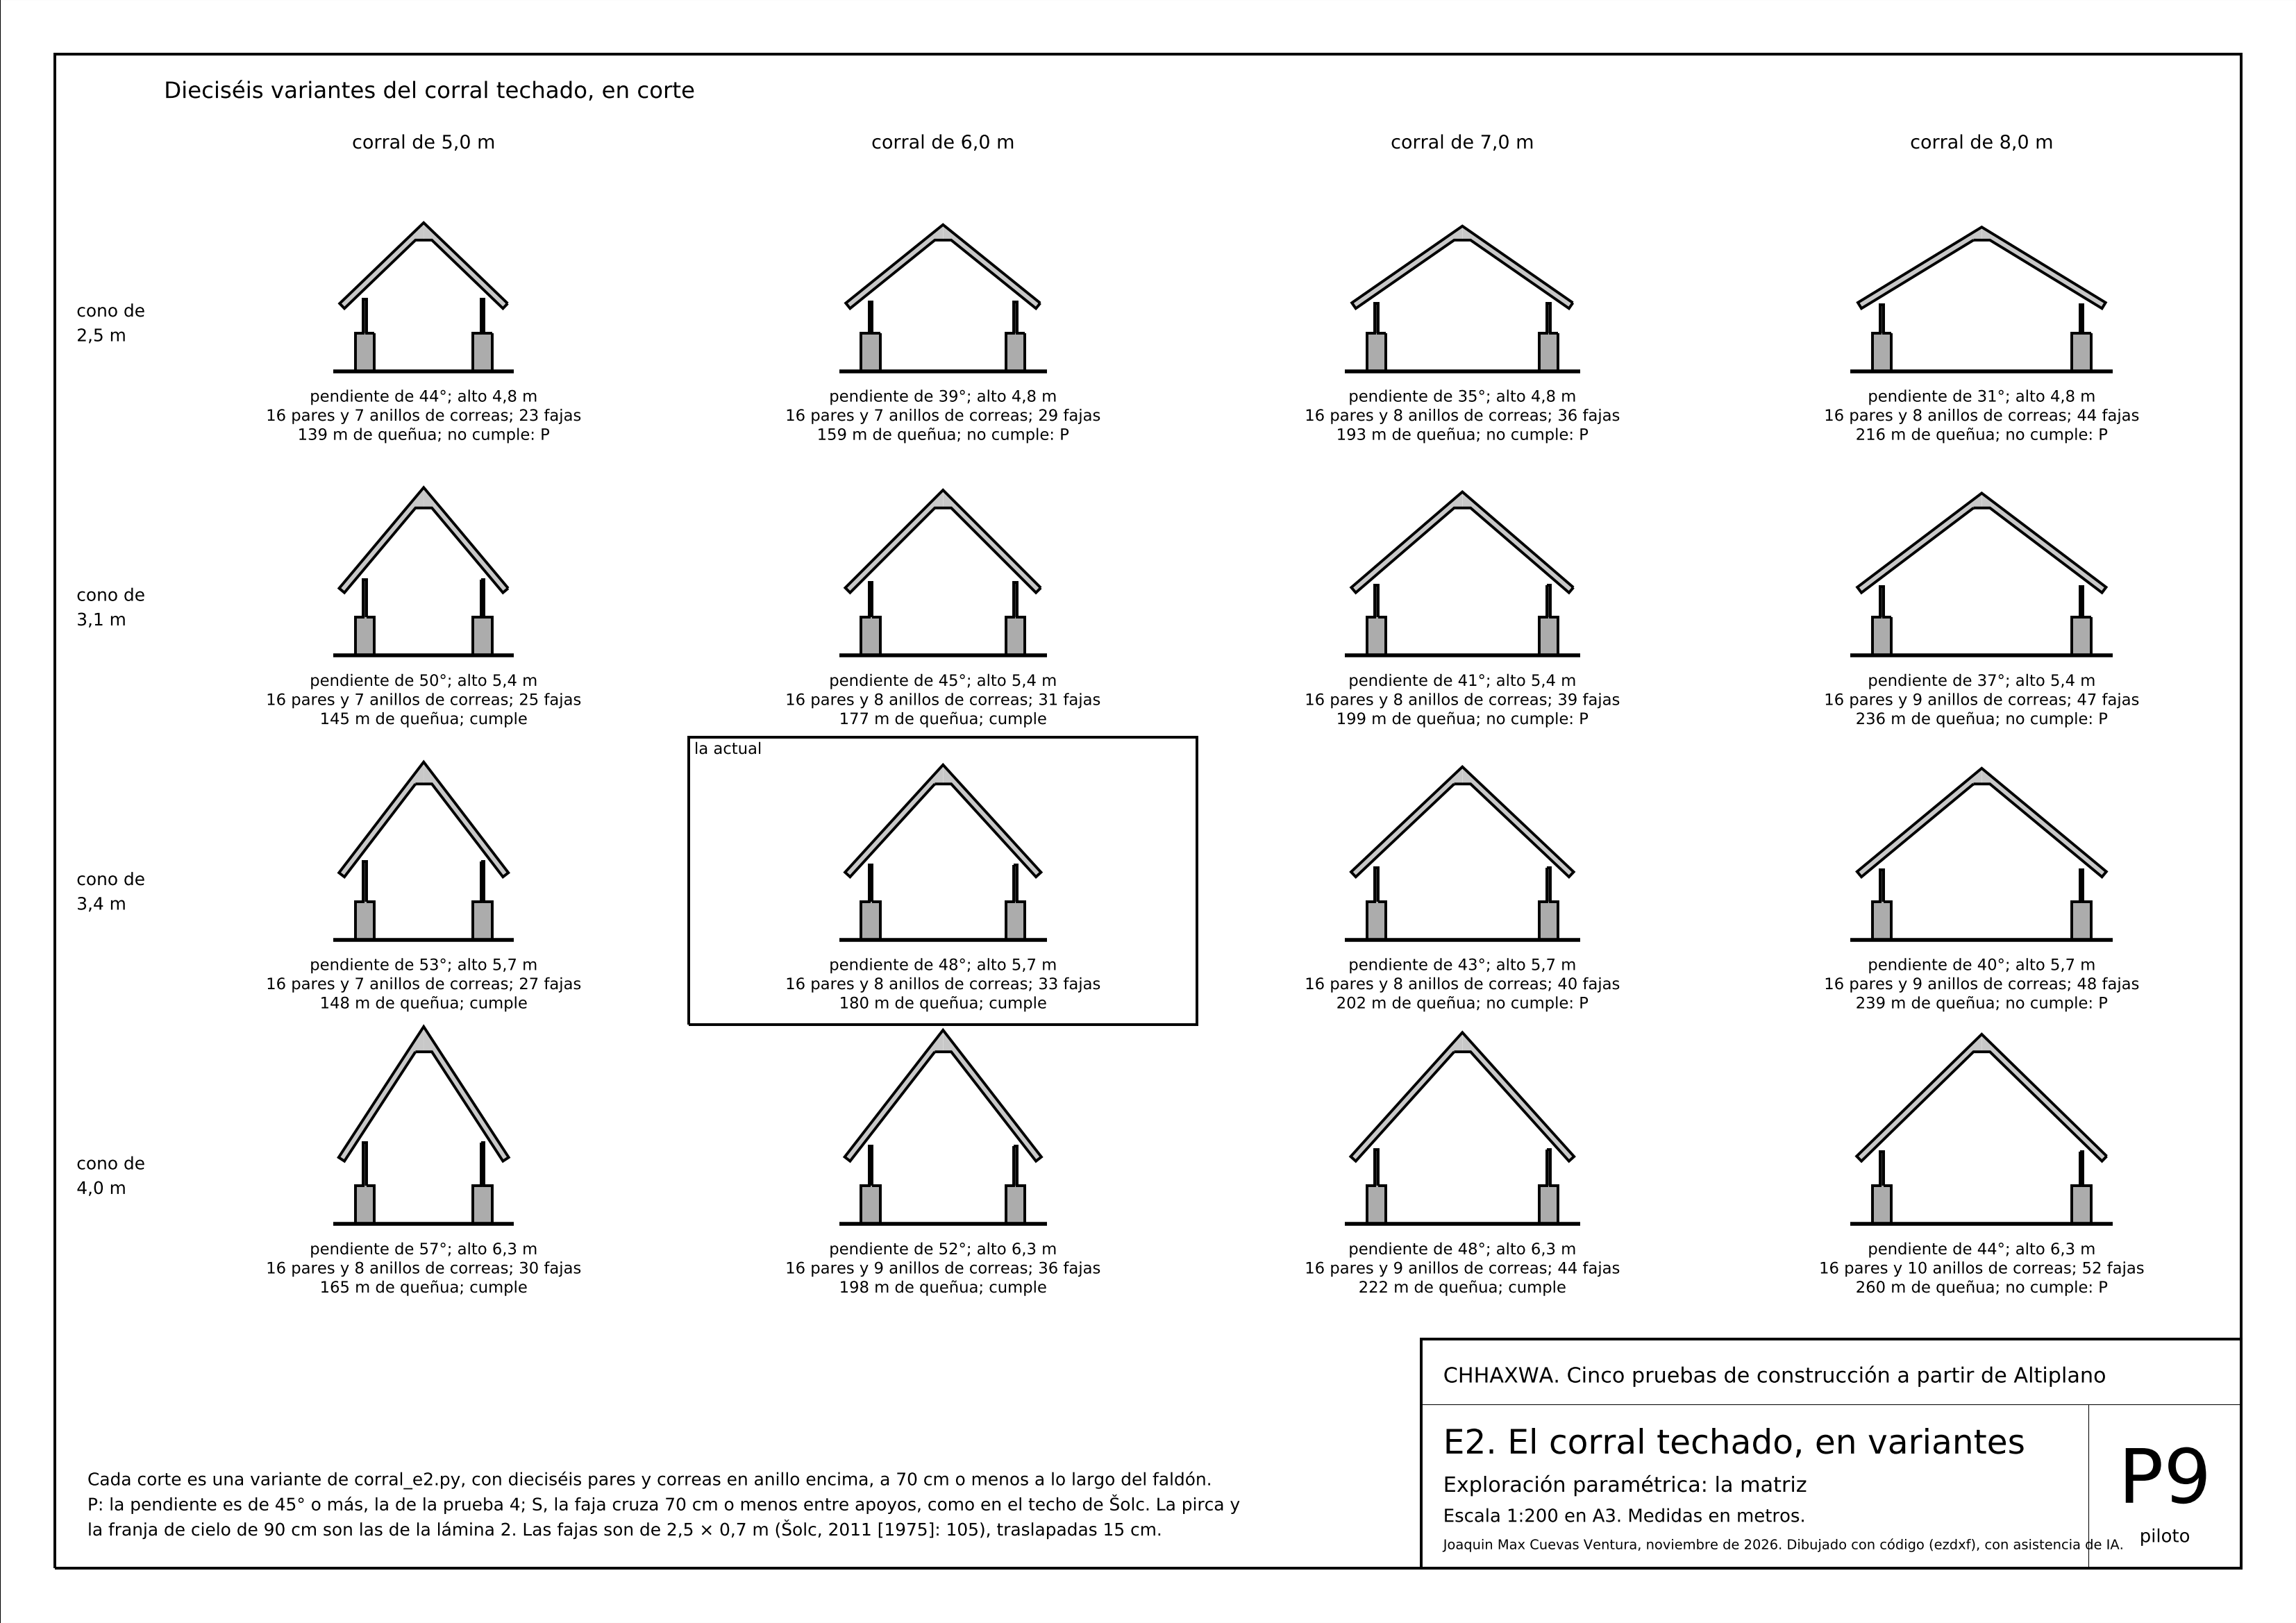 Dieciséis variantes del corral techado, en corte
corral de 5,0 m
corral de 6,0 m
corral de 7,0 m
corral de 8,0 m
cono de
2,5 m
pendiente de 44°; alto 4,8 m
16 pares y 7 anillos de correas; 23 fajas
139 m de queñua; no cumple: P
pendiente de 39°; alto 4,8 m
16 pares y 7 anillos de correas; 29 fajas
159 m de queñua; no cumple: P
pendiente de 35°; alto 4,8 m
16 pares y 8 anillos de correas; 36 fajas
193 m de queñua; no cumple: P
pendiente de 31°; alto 4,8 m
16 pares y 8 anillos de correas; 44 fajas
216 m de queñua; no cumple: P
cono de
3,1 m
pendiente de 50°; alto 5,4 m
16 pares y 7 anillos de correas; 25 fajas
145 m de queñua; cumple
pendiente de 45°; alto 5,4 m
16 pares y 8 anillos de correas; 31 fajas
177 m de queñua; cumple
pendiente de 41°; alto 5,4 m
16 pares y 8 anillos de correas; 39 fajas
199 m de queñua; no cumple: P
pendiente de 37°; alto 5,4 m
16 pares y 9 anillos de correas; 47 fajas
236 m de queñua; no cumple: P
cono de
3,4 m
pendiente de 53°; alto 5,7 m
16 pares y 7 anillos de correas; 27 fajas
148 m de queñua; cumple
la actual
pendiente de 48°; alto 5,7 m
16 pares y 8 anillos de correas; 33 fajas
180 m de queñua; cumple
pendiente de 43°; alto 5,7 m
16 pares y 8 anillos de correas; 40 fajas
202 m de queñua; no cumple: P
pendiente de 40°; alto 5,7 m
16 pares y 9 anillos de correas; 48 fajas
239 m de queñua; no cumple: P
cono de
4,0 m
pendiente de 57°; alto 6,3 m
16 pares y 8 anillos de correas; 30 fajas
165 m de queñua; cumple
pendiente de 52°; alto 6,3 m
16 pares y 9 anillos de correas; 36 fajas
198 m de queñua; cumple
pendiente de 48°; alto 6,3 m
16 pares y 9 anillos de correas; 44 fajas
222 m de queñua; cumple
pendiente de 44°; alto 6,3 m
16 pares y 10 anillos de correas; 52 fajas
260 m de queñua; no cumple: P
Cada corte es una variante de corral_e2.py, con dieciséis pares y correas en anillo encima, a 70 cm o menos a lo largo del faldón.
P: la pendiente es de 45° o más, la de la prueba 4; S, la faja cruza 70 cm o menos entre apoyos, como en el techo de Šolc. La pirca y
la franja de cielo de 90 cm son las de la lámina 2. Las fajas son de 2,5 × 0,7 m (Šolc, 2011 [1975]: 105), traslapadas 15 cm.
CHHAXWA. Cinco pruebas de construcción a partir de Altiplano
E2. El corral techado, en variantes
Exploración paramétrica: la matriz
Escala 1:200 en A3. Medidas en metros.
Joaquin Max Cuevas Ventura, noviembre de 2026. Dibujado con código (ezdxf), con asistencia de IA.
P9
piloto